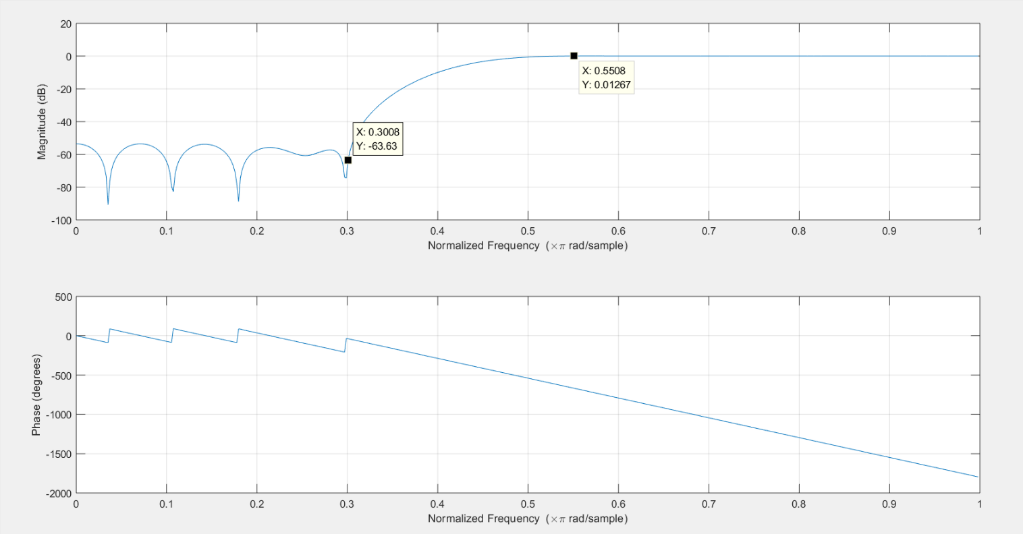 20
0
-20
-40
-60
-80
-100
Magnitude (dB)
X: 0.5508
Y: 0.01267
X: 0.3008
Y: -63.63
0 0.1 0.2 0.3 0.4 0.5 0.6 0.7 0.8 0.9 1
Normalized Frequency (×π rad/sample)
500
0
-500
-1000
-1500
-2000
Phase (degrees)
0 0.1 0.2 0.3 0.4 0.5 0.6 0.7 0.8 0.9 1
Normalized Frequency (×π rad/sample)